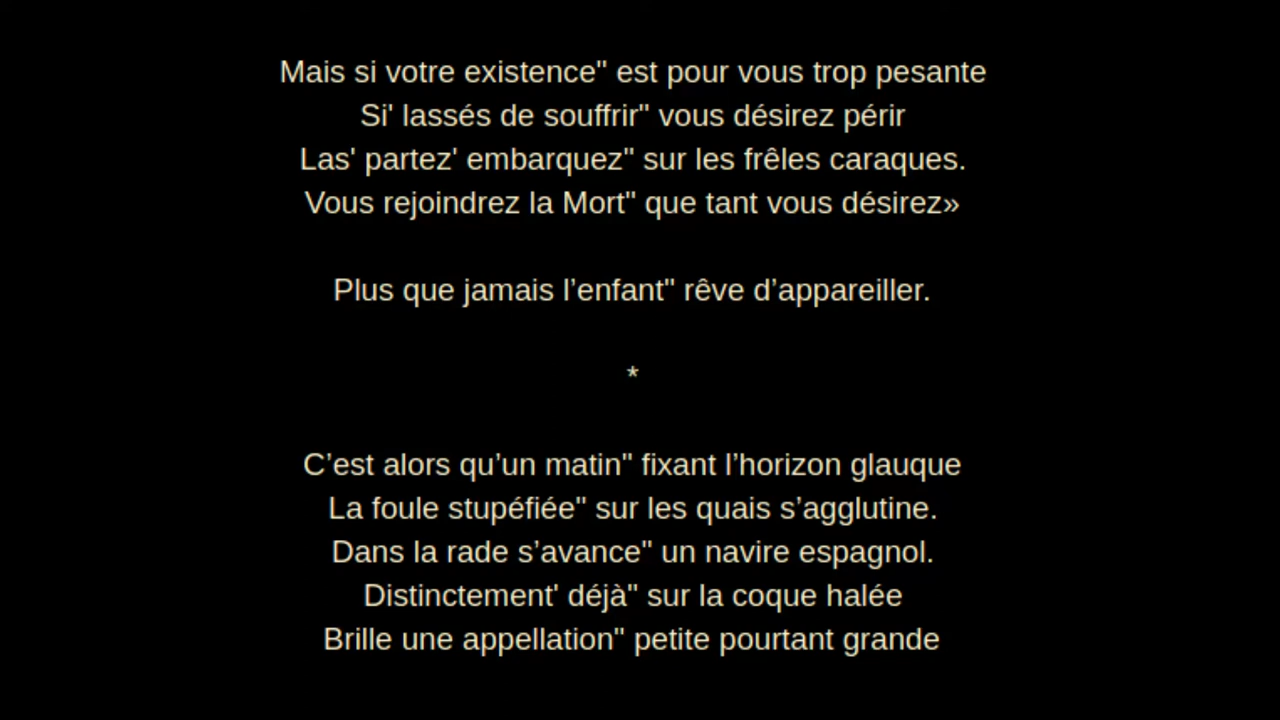 Mais si votre existence" est pour vous trop pesante
Si' lassés de souffrir" vous désirez périr
Las' partez' embarquez" sur les frêles caraques.
Vous rejoindrez la Mort" que tant vous désirez»
Plus que jamais l’enfant" rêve d’appareiller.
*
C’est alors qu’un matin" fixant l’horizon glauque
La foule stupéfiée" sur les quais s’agglutine.
Dans la rade s’avance" un navire espagnol.
Distinctement' déjà" sur la coque halée
Brille une appellation" petite pourtant grande